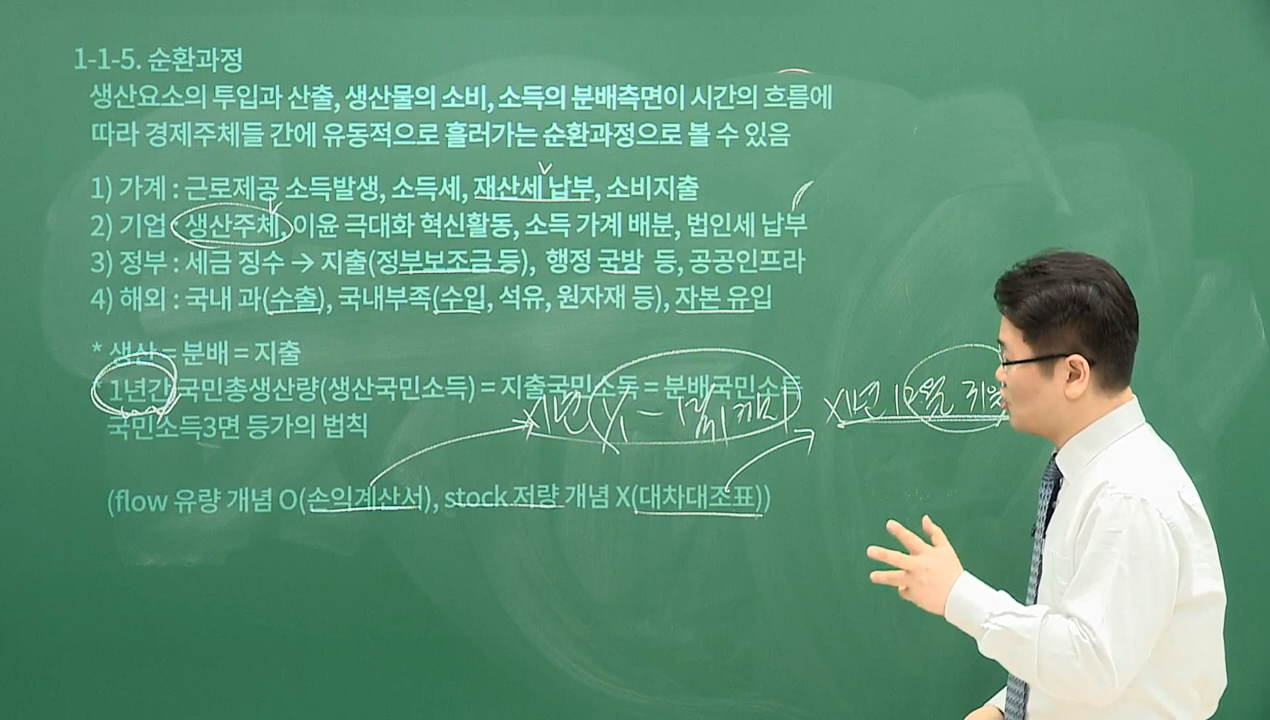 1-1-5. 순환과정
생산요소의 투입과 산출, 생산물의 소비, 소득의 분배측면이 시간의 흐름에
따라 경제주체들 간에 유동적으로 흘러가는 순환과정으로 볼 수 있음
1) 가계 : 근로제공 소득발생, 소득세, 재산세 납부, 소비지출
2) 기업 : 생산주체, 이윤 극대화 혁신활동, 소득 가계 배분, 법인세 납부
3) 정부 : 세금 징수 → 지출(정부보조금 등), 행정 국방 등, 공공인프라
4) 해외 : 국내 과(수출), 국내부족(수입, 석유, 원자재 등), 자본 유입
* 생산 = 분배 = 지출
* 1년간 국민총생산량(생산국민소득) = 지출국민소득 = 분배국민소득
국민소득3면 등가의 법칙
(flow 유량 개념 O(손익계산서), stock 저량 개념 X(대차대조표))